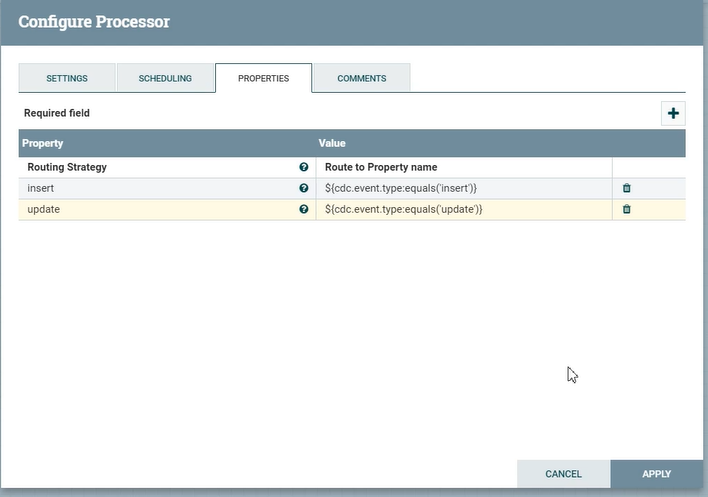 Configure Processor
SETTINGS SCHEDULING PROPERTIES COMMENTS
Required field
Property Value
Routing Strategy Route to Property name
insert ${cdc.event.type:equals('insert')}
update ${cdc.event.type:equals('update')}
CANCEL APPLY